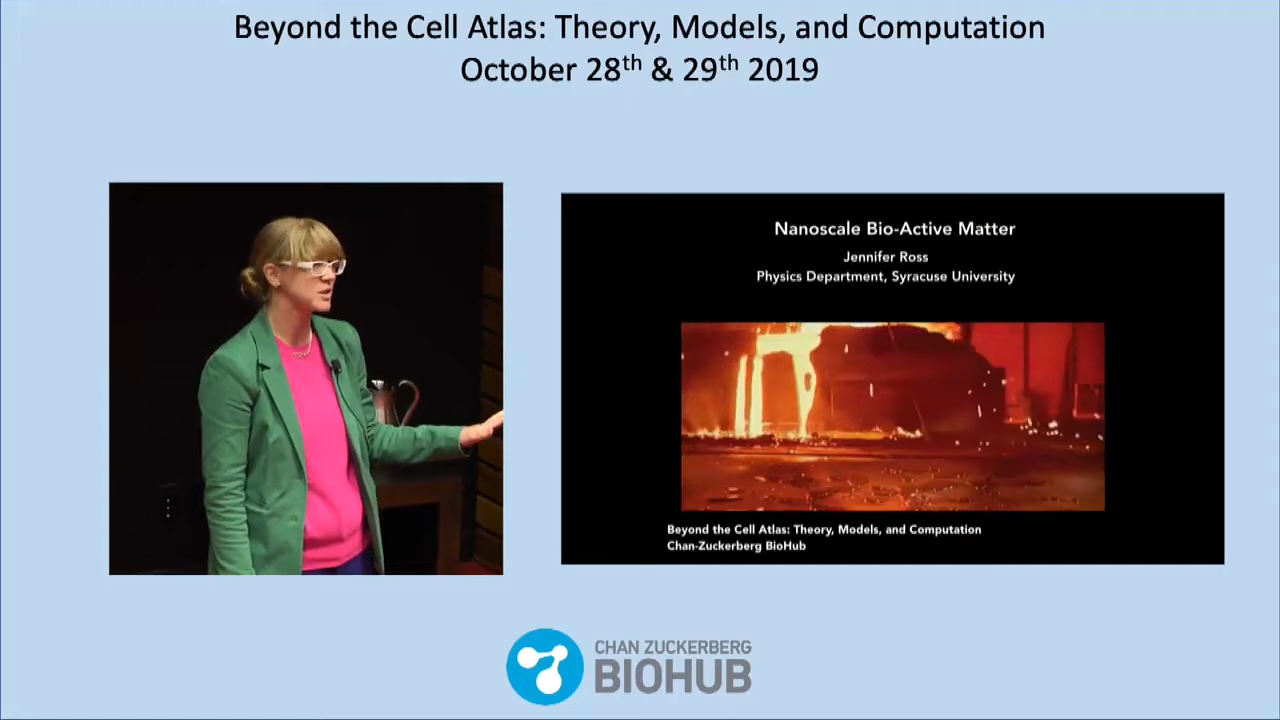 Beyond the Cell Atlas: Theory, Models, and Computation
October 28th & 29th 2019
Nanoscale Bio-Active Matter
Jennifer Ross
Physics Department, Syracuse University
Beyond the Cell Atlas: Theory, Models, and Computation
Chan-Zuckerberg BioHub
CHAN ZUCKERBERG
BIOHUB